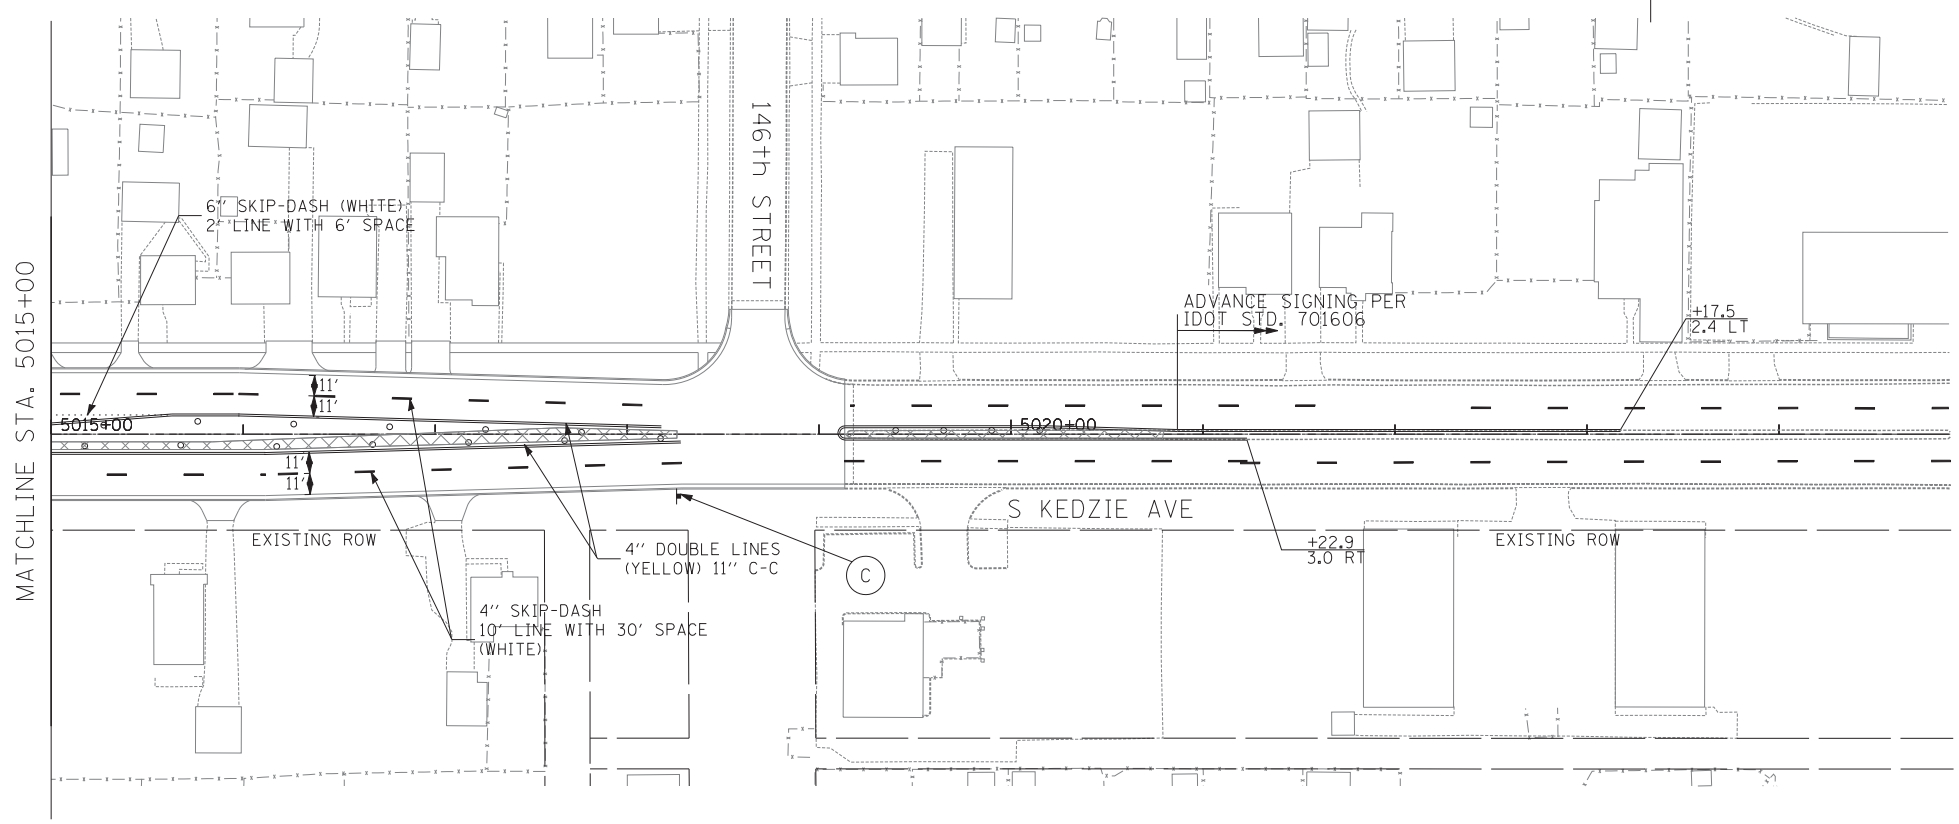 146th STREET
6'' SKIP-DASH (WHITE)
2' LINE WITH 6' SPACE
MATCHLINE STA. 5015+00
ADVANCE SIGNING PER
IDOT STD. 701606
+17.5
2.4 LT
11'
11'
5015+00
5020+00
11'
11'
S KEDZIE AVE
EXISTING ROW
4'' DOUBLE LINES
(YELLOW) 11'' C-C
C
+22.9
3.0 RT
EXISTING ROW
4'' SKIP-DASH
10' LINE WITH 30' SPACE
(WHITE)